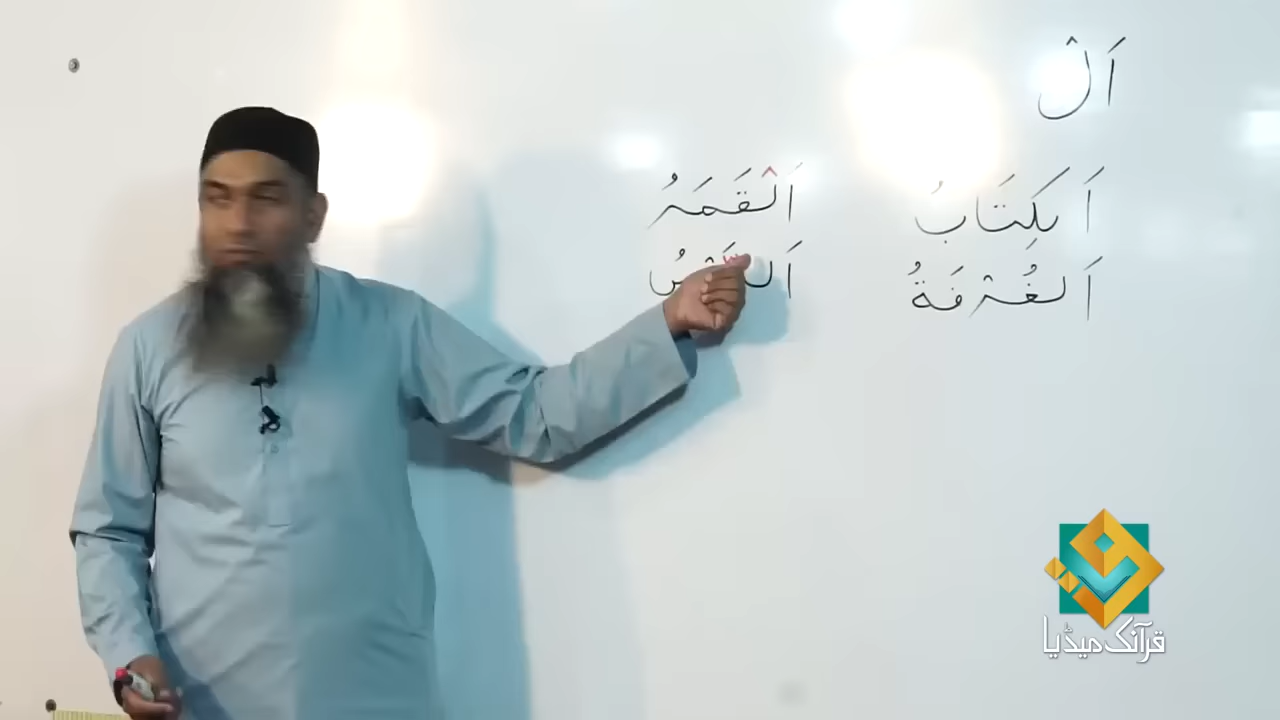 اَلْ
اَلْقَمَرُ
اَلْكِتَابُ
اَلْغُرْفَةُ
قرآنک میڈیا